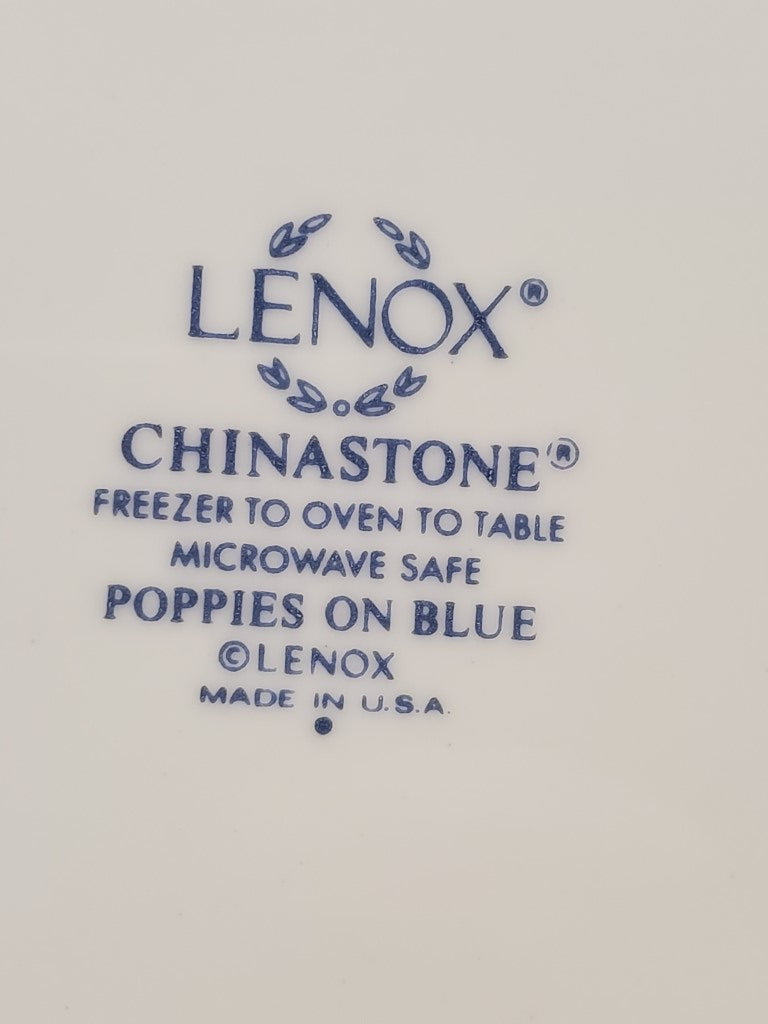 LENOX®
CHINASTONE®
FREEZER TO OVEN TO TABLE
MICROWAVE SAFE
POPPIES ON BLUE
©LENOX
MADE IN U.S.A.